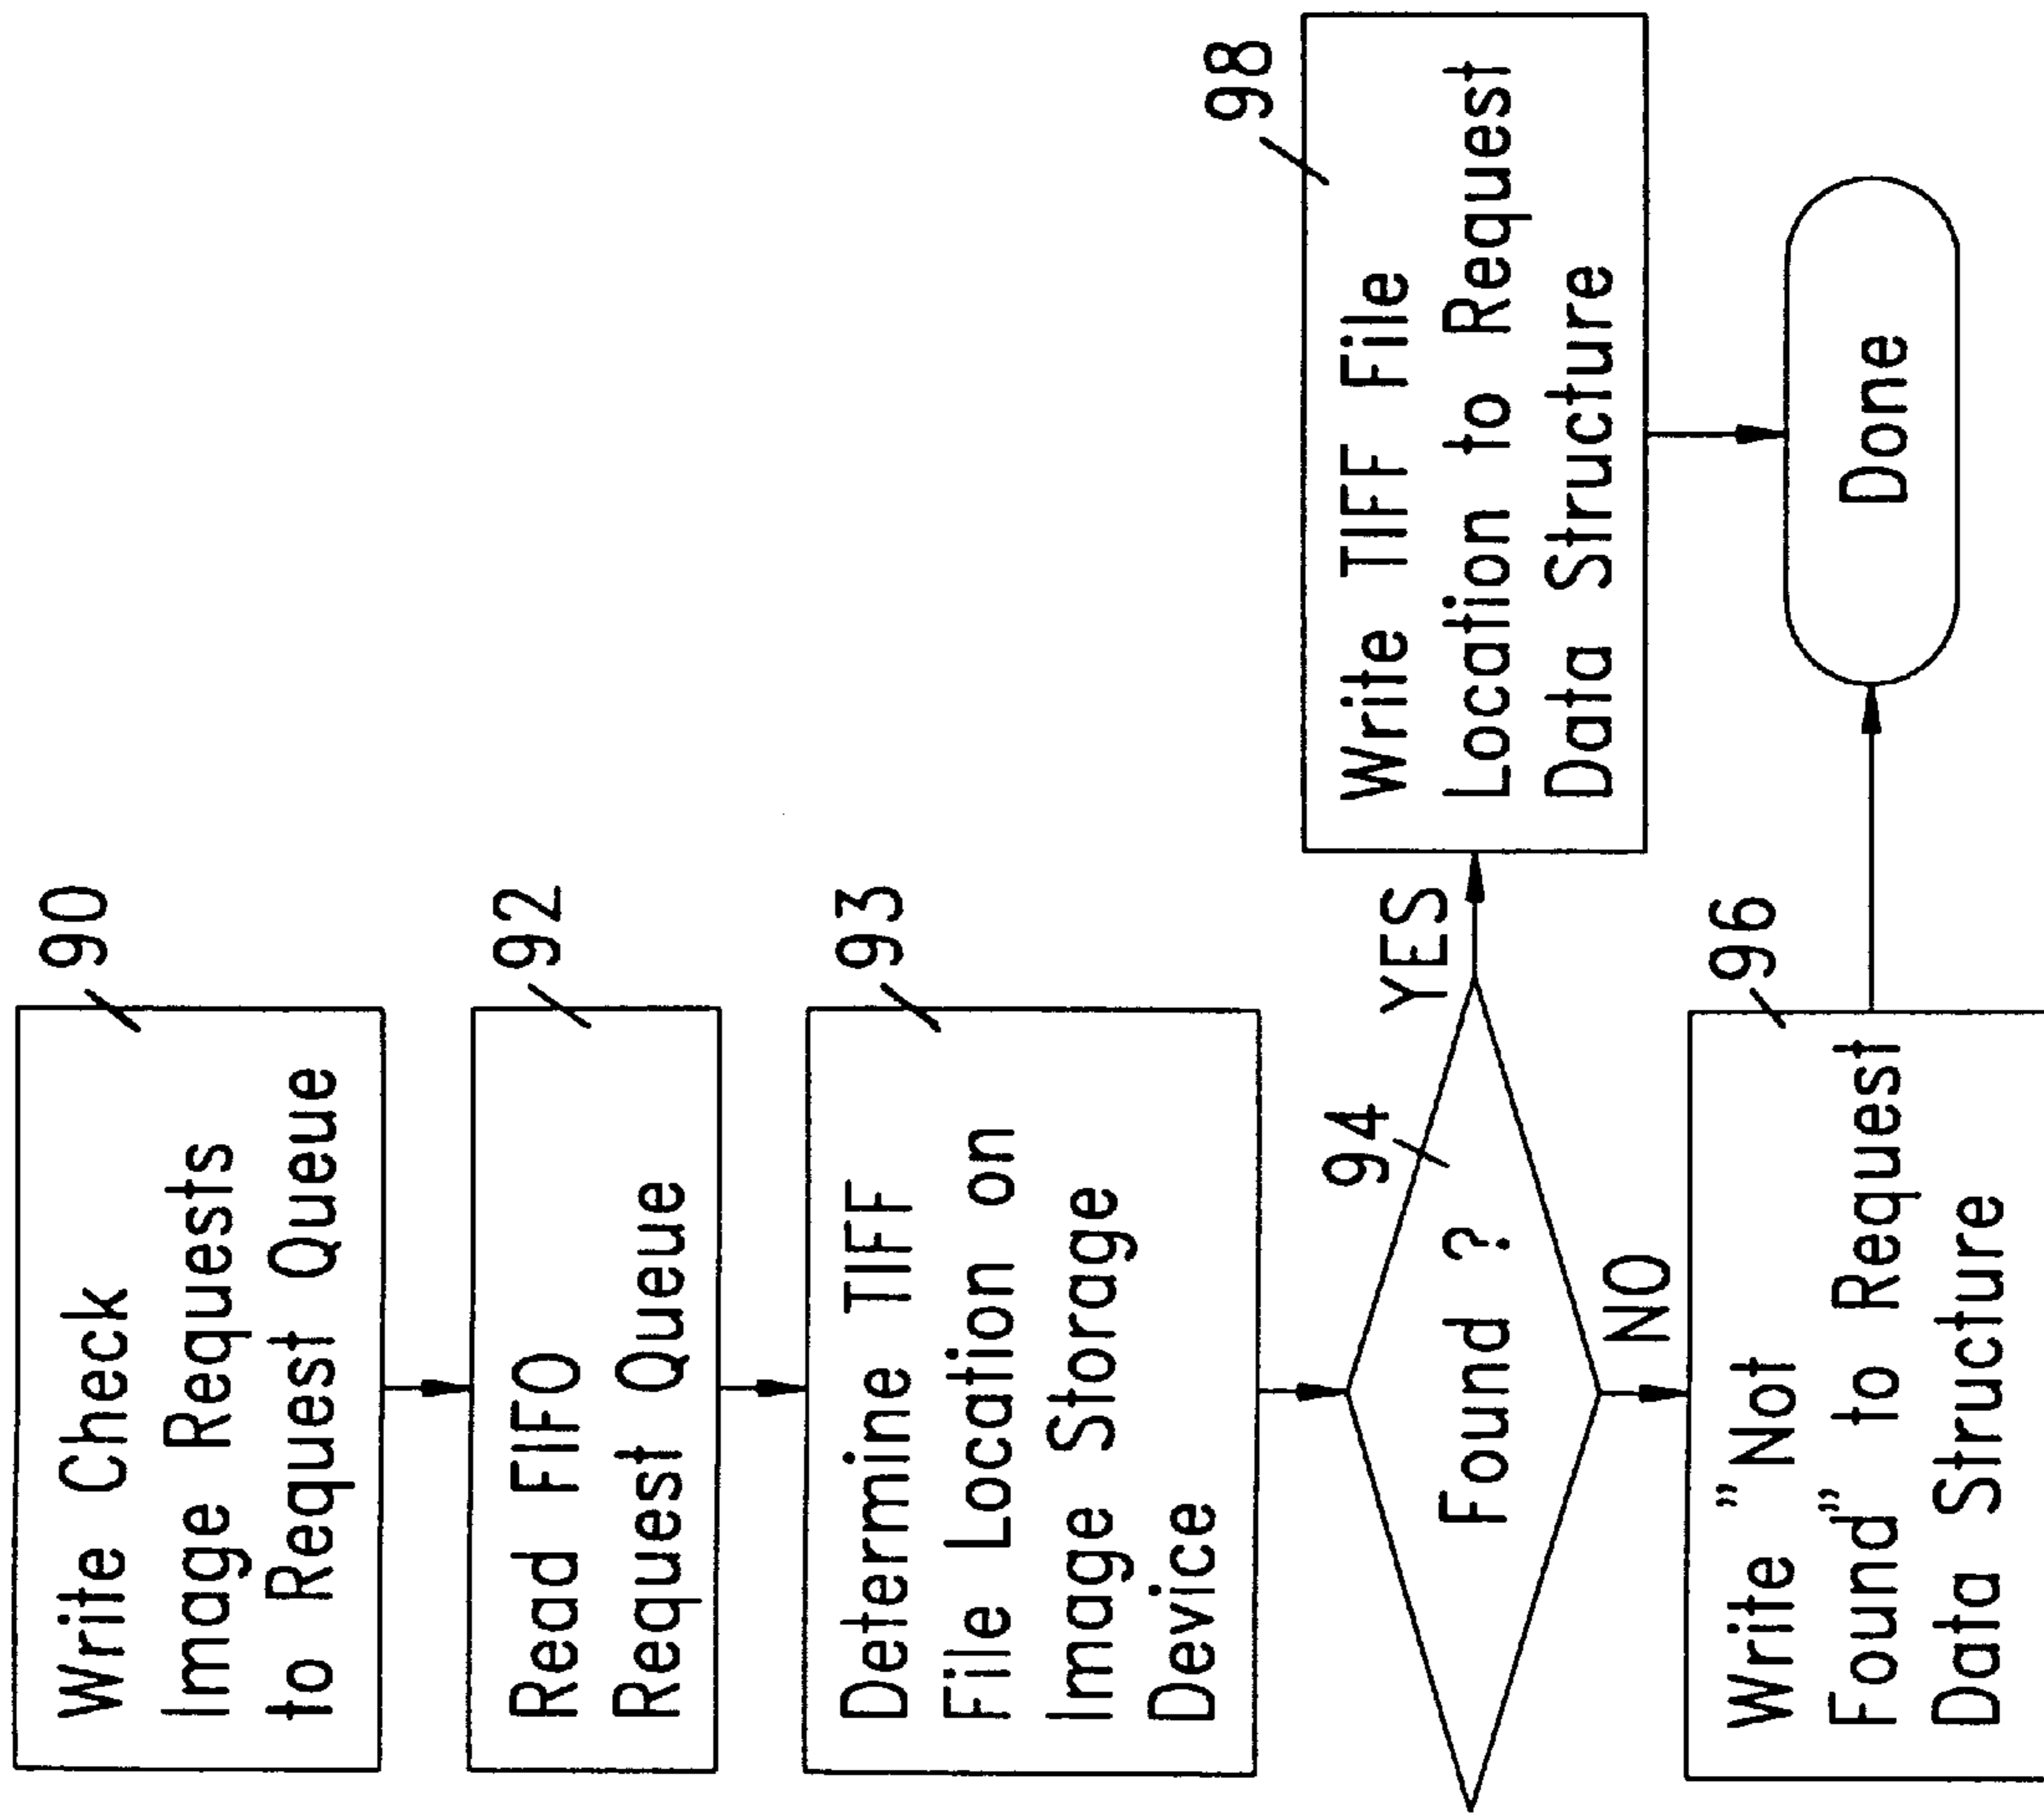 90
Write Check
Image Requests
to Request Queue
92
Read FIFO
Request Queue
93
Determine TIFF
File Location on
Image Storage
Device
94
Found ?
YES
98
Write TIFF File
Location to Request
Data Structure
NO
96
Write "Not
Found" to Request
Data Structure
Done